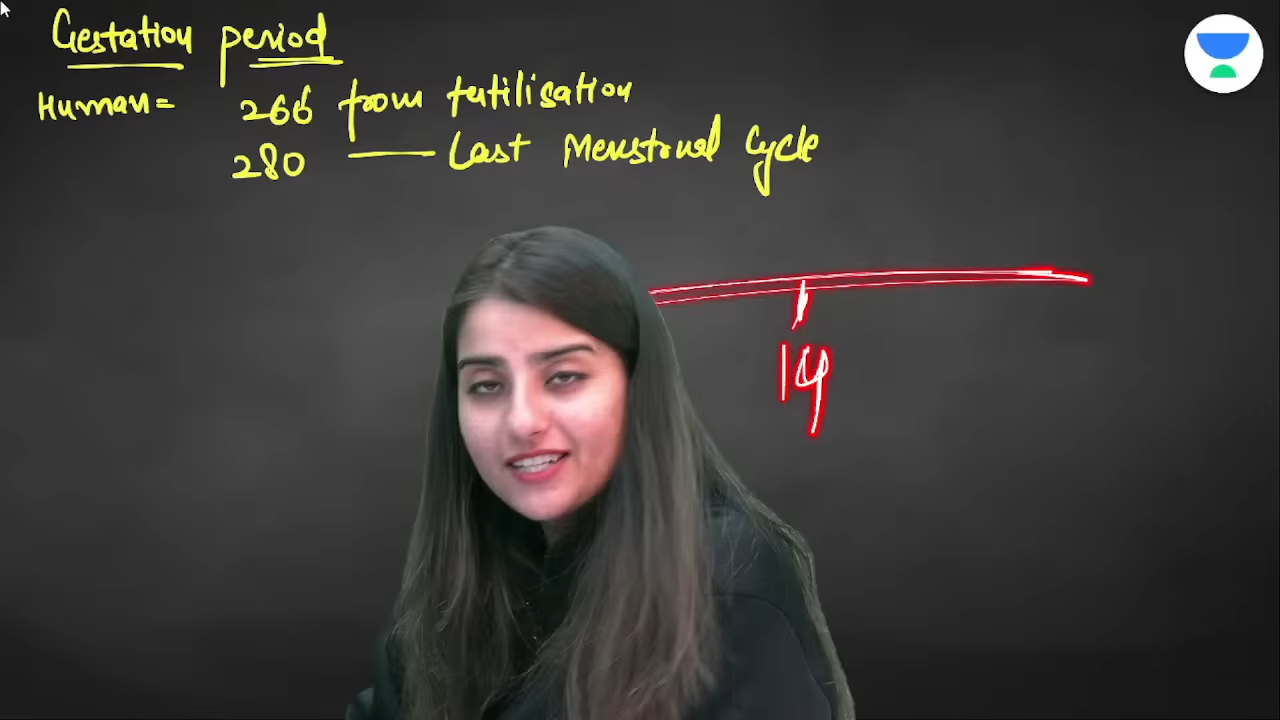 Gestation period
Human= 266 from fertilisation
280 — Last Menstrual Cycle
14